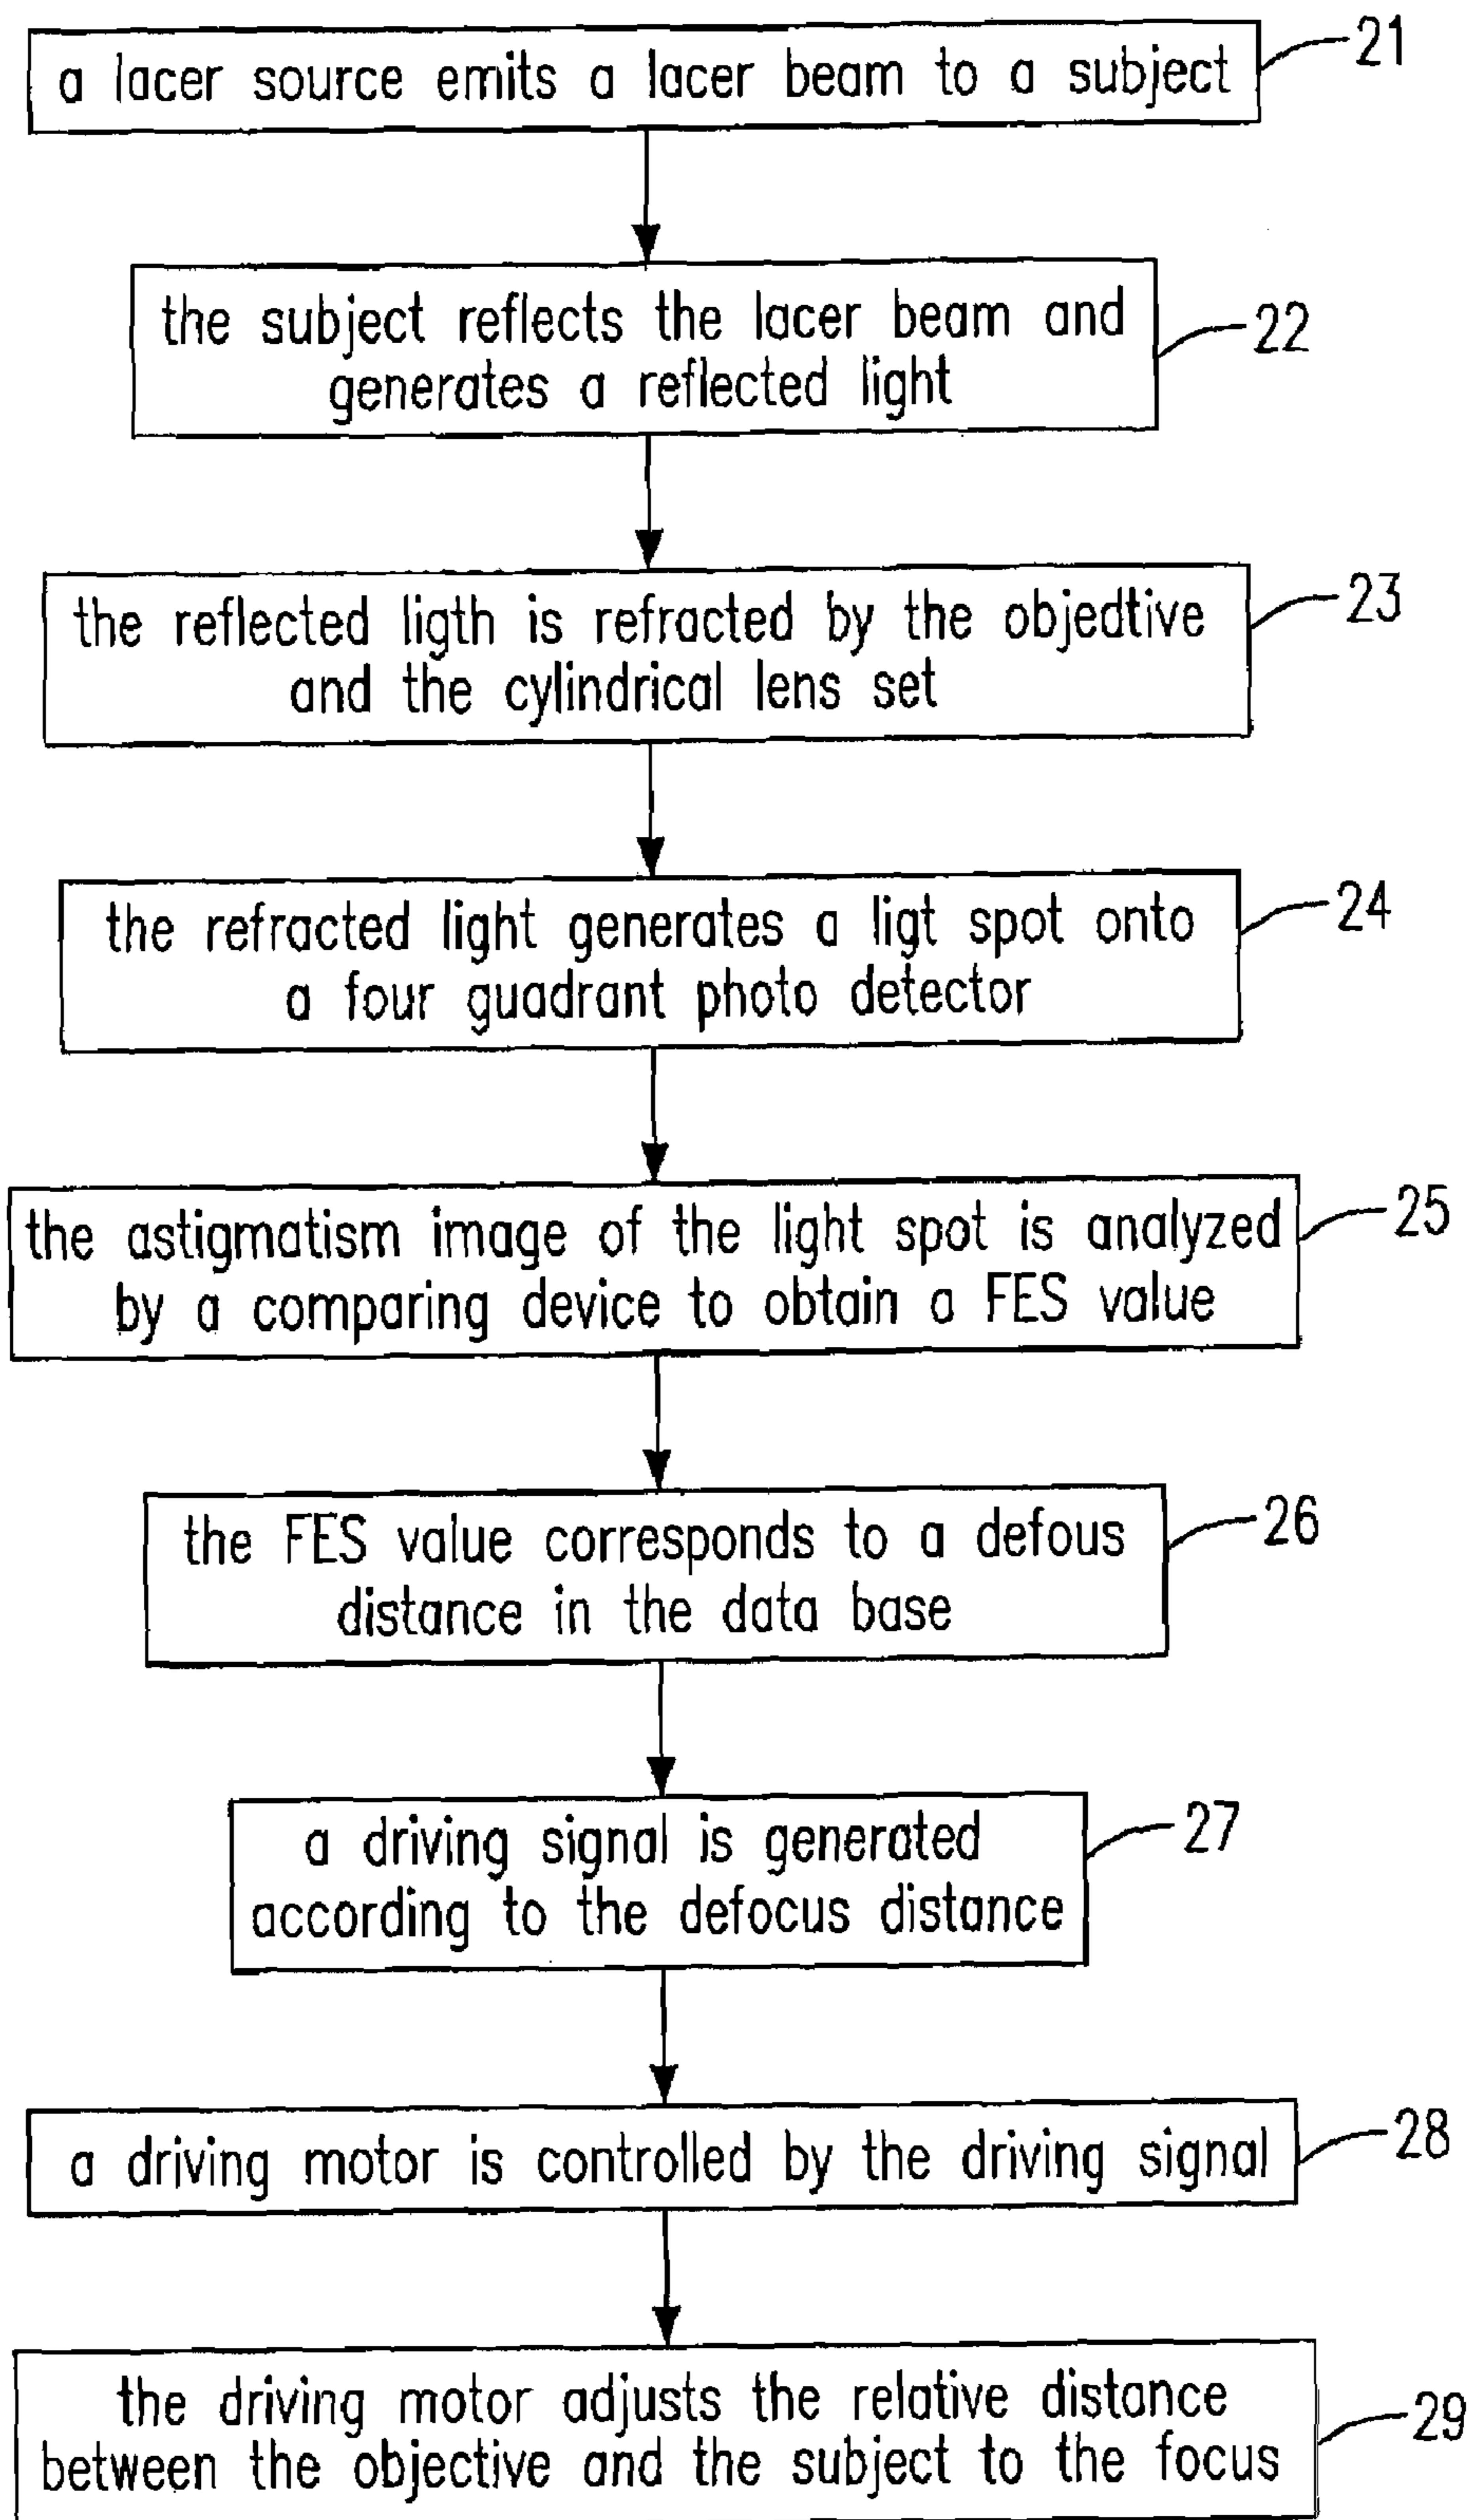 a lacer source emits a lacer beam to a subject
21
the subject reflects the lacer beam and
generates a reflected light
22
the reflected ligth is refracted by the objedtive
and the cylindrical lens set
23
the refracted light generates a ligt spot onto
a four guadrant photo detector
24
the astigmatism image of the light spot is analyzed
by a comparing device to obtain a FES value
25
the FES value corresponds to a defous
distance in the data base
26
a driving signal is generated
according to the defocus distance
27
a driving motor is controlled by the driving signal
28
the driving motor adjusts the relative distance
between the objective and the subject to the focus
29